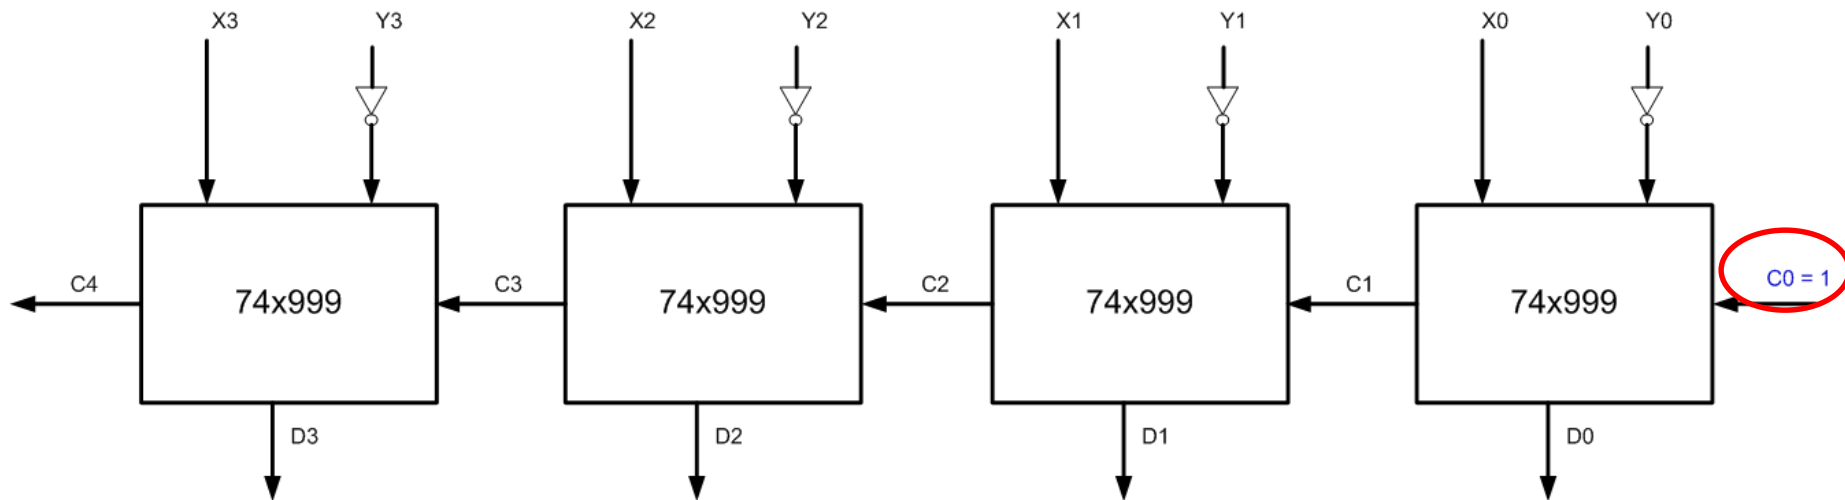 X3 Y3 X2 Y2 X1 Y1 X0 Y0
C4 74x999 C3 74x999 C2 74x999 C1 74x999 C0 = 1
D3 D2 D1 D0